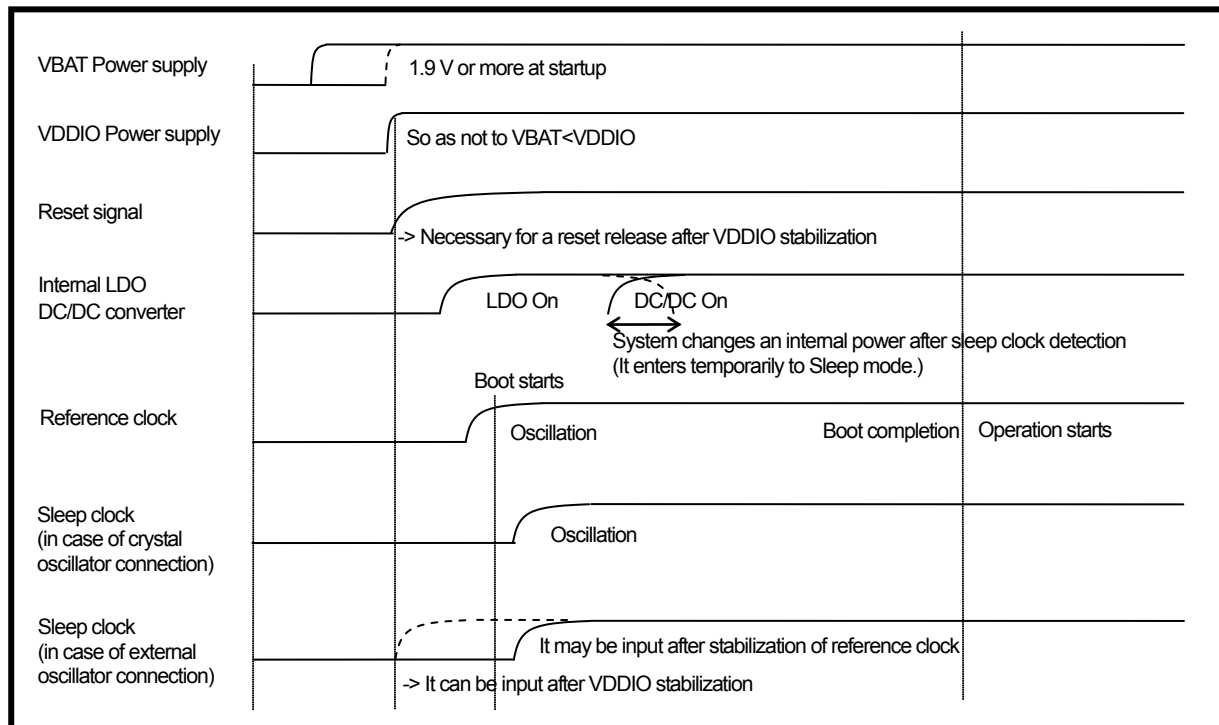 VBAT Power supply
1.9 V or more at startup
VDDIO Power supply
So as not to VBAT<VDDIO
Reset signal
-> Necessary for a reset release after VDDIO stabilization
Internal LDO
DC/DC converter
LDO On
DC/DC On
System changes an internal power after sleep clock detection
(It enters temporarily to Sleep mode.)
Boot starts
Reference clock
Oscillation
Boot completion
Operation starts
Sleep clock
(in case of crystal
oscillator connection)
Oscillation
Sleep clock
(in case of external
oscillator connection)
It may be input after stabilization of reference clock
-> It can be input after VDDIO stabilization